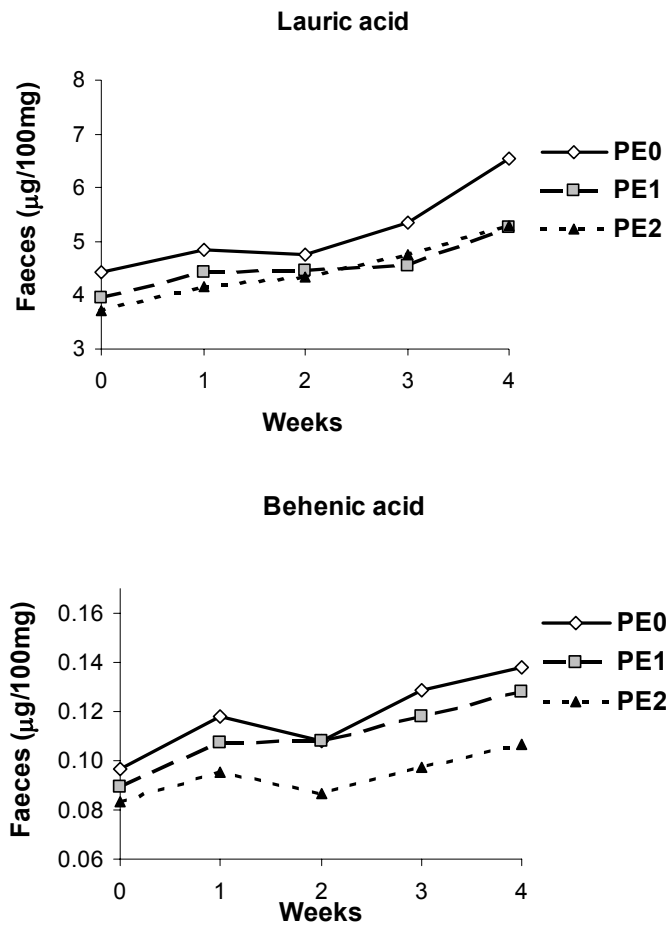 Lauric acid
Faeces (µg/100mg)
8
7
6
5
4
3
0 1 2 3 4
Weeks
PE0
PE1
PE2
Behenic acid
Faeces (µg/100mg)
0.16
0.14
0.12
0.10
0.08
0.06
0 1 2 3 4
Weeks
PE0
PE1
PE2